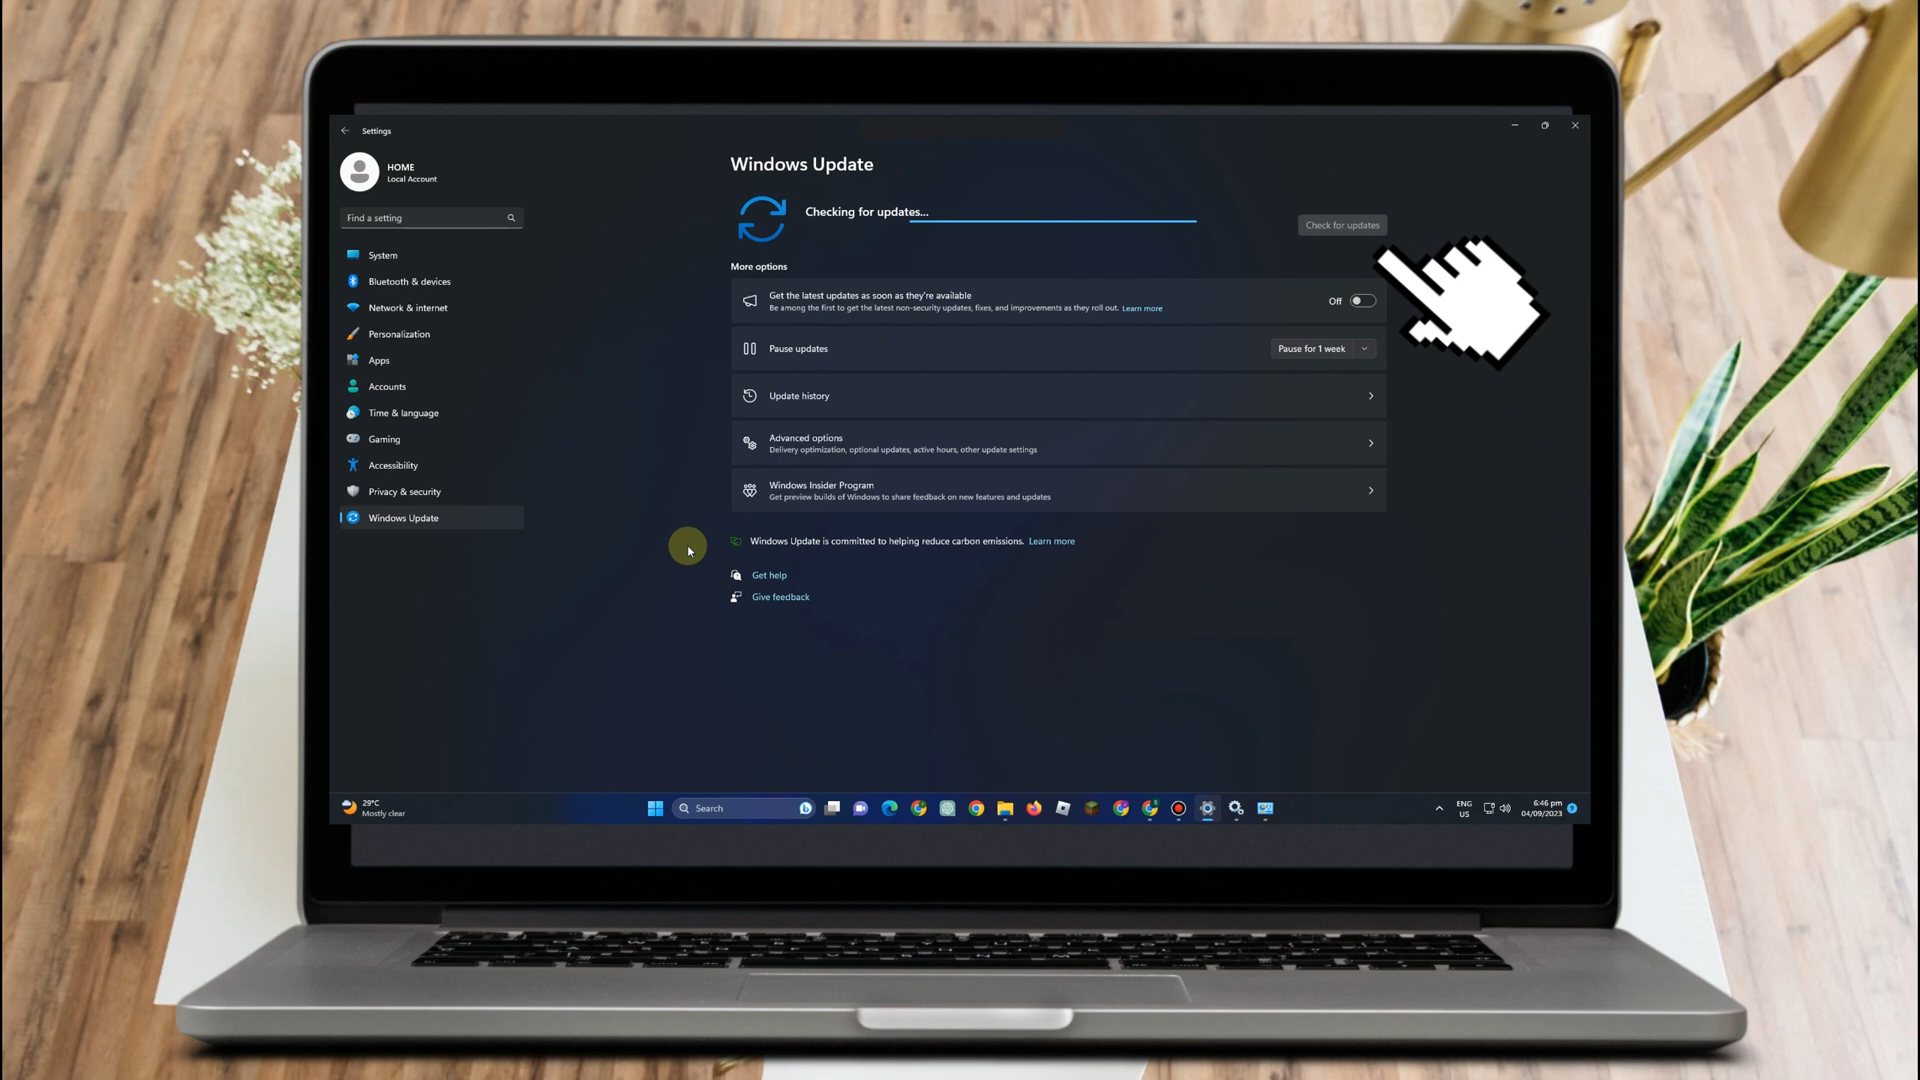 Settings
HOME
Local Account
Find a setting
System
Bluetooth & devices
Network & internet
Personalization
Apps
Accounts
Time & language
Gaming
Accessibility
Privacy & security
Windows Update
Windows Update
Checking for updates...
Check for updates
More options
Get the latest updates as soon as they're available
Be among the first to get the latest non-security updates, fixes, and improvements as they roll out. Learn more
Off
Pause updates
Pause for 1 week
Update history
Advanced options
Delivery optimization, optional updates, active hours, other update settings
Windows Insider Program
Get preview builds of Windows to share feedback on new features and updates
Windows Update is committed to helping reduce carbon emissions. Learn more
Get help
Give feedback
29°C
Mostly clear
Search
ENG
US
6:46 pm
04/09/2023